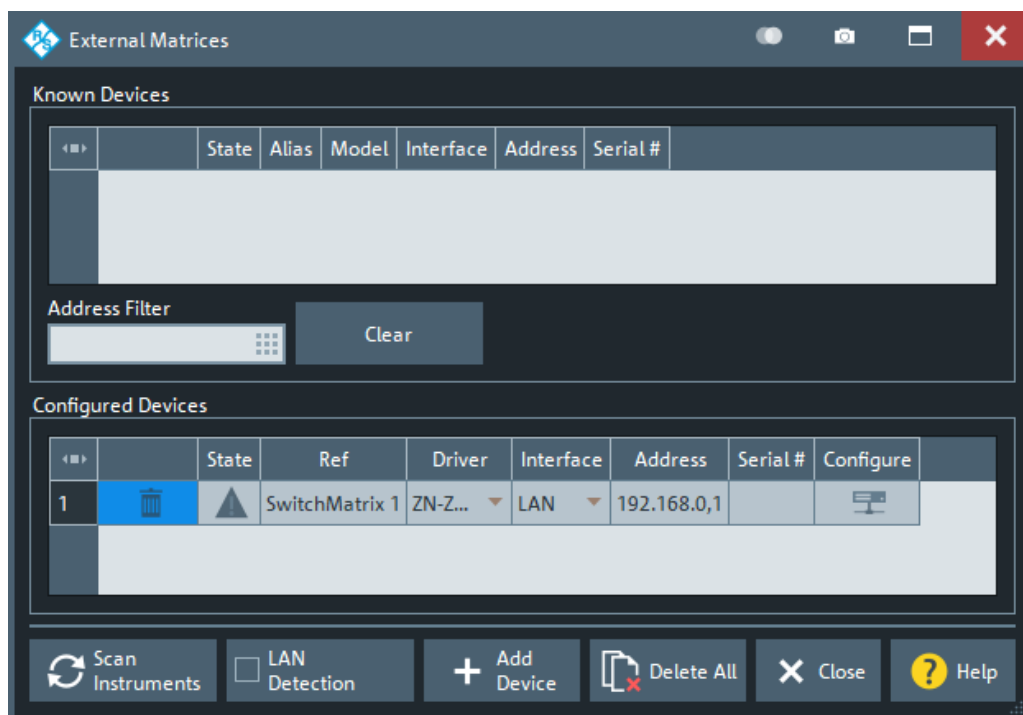 R&S External Matrices
Known Devices
State Alias Model Interface Address Serial #
Address Filter
Clear
Configured Devices
State Ref Driver Interface Address Serial # Configure
1 SwitchMatrix 1 ZN-Z... LAN 192.168.0,1
Scan Instruments
LAN Detection
Add Device
Delete All
Close
? Help